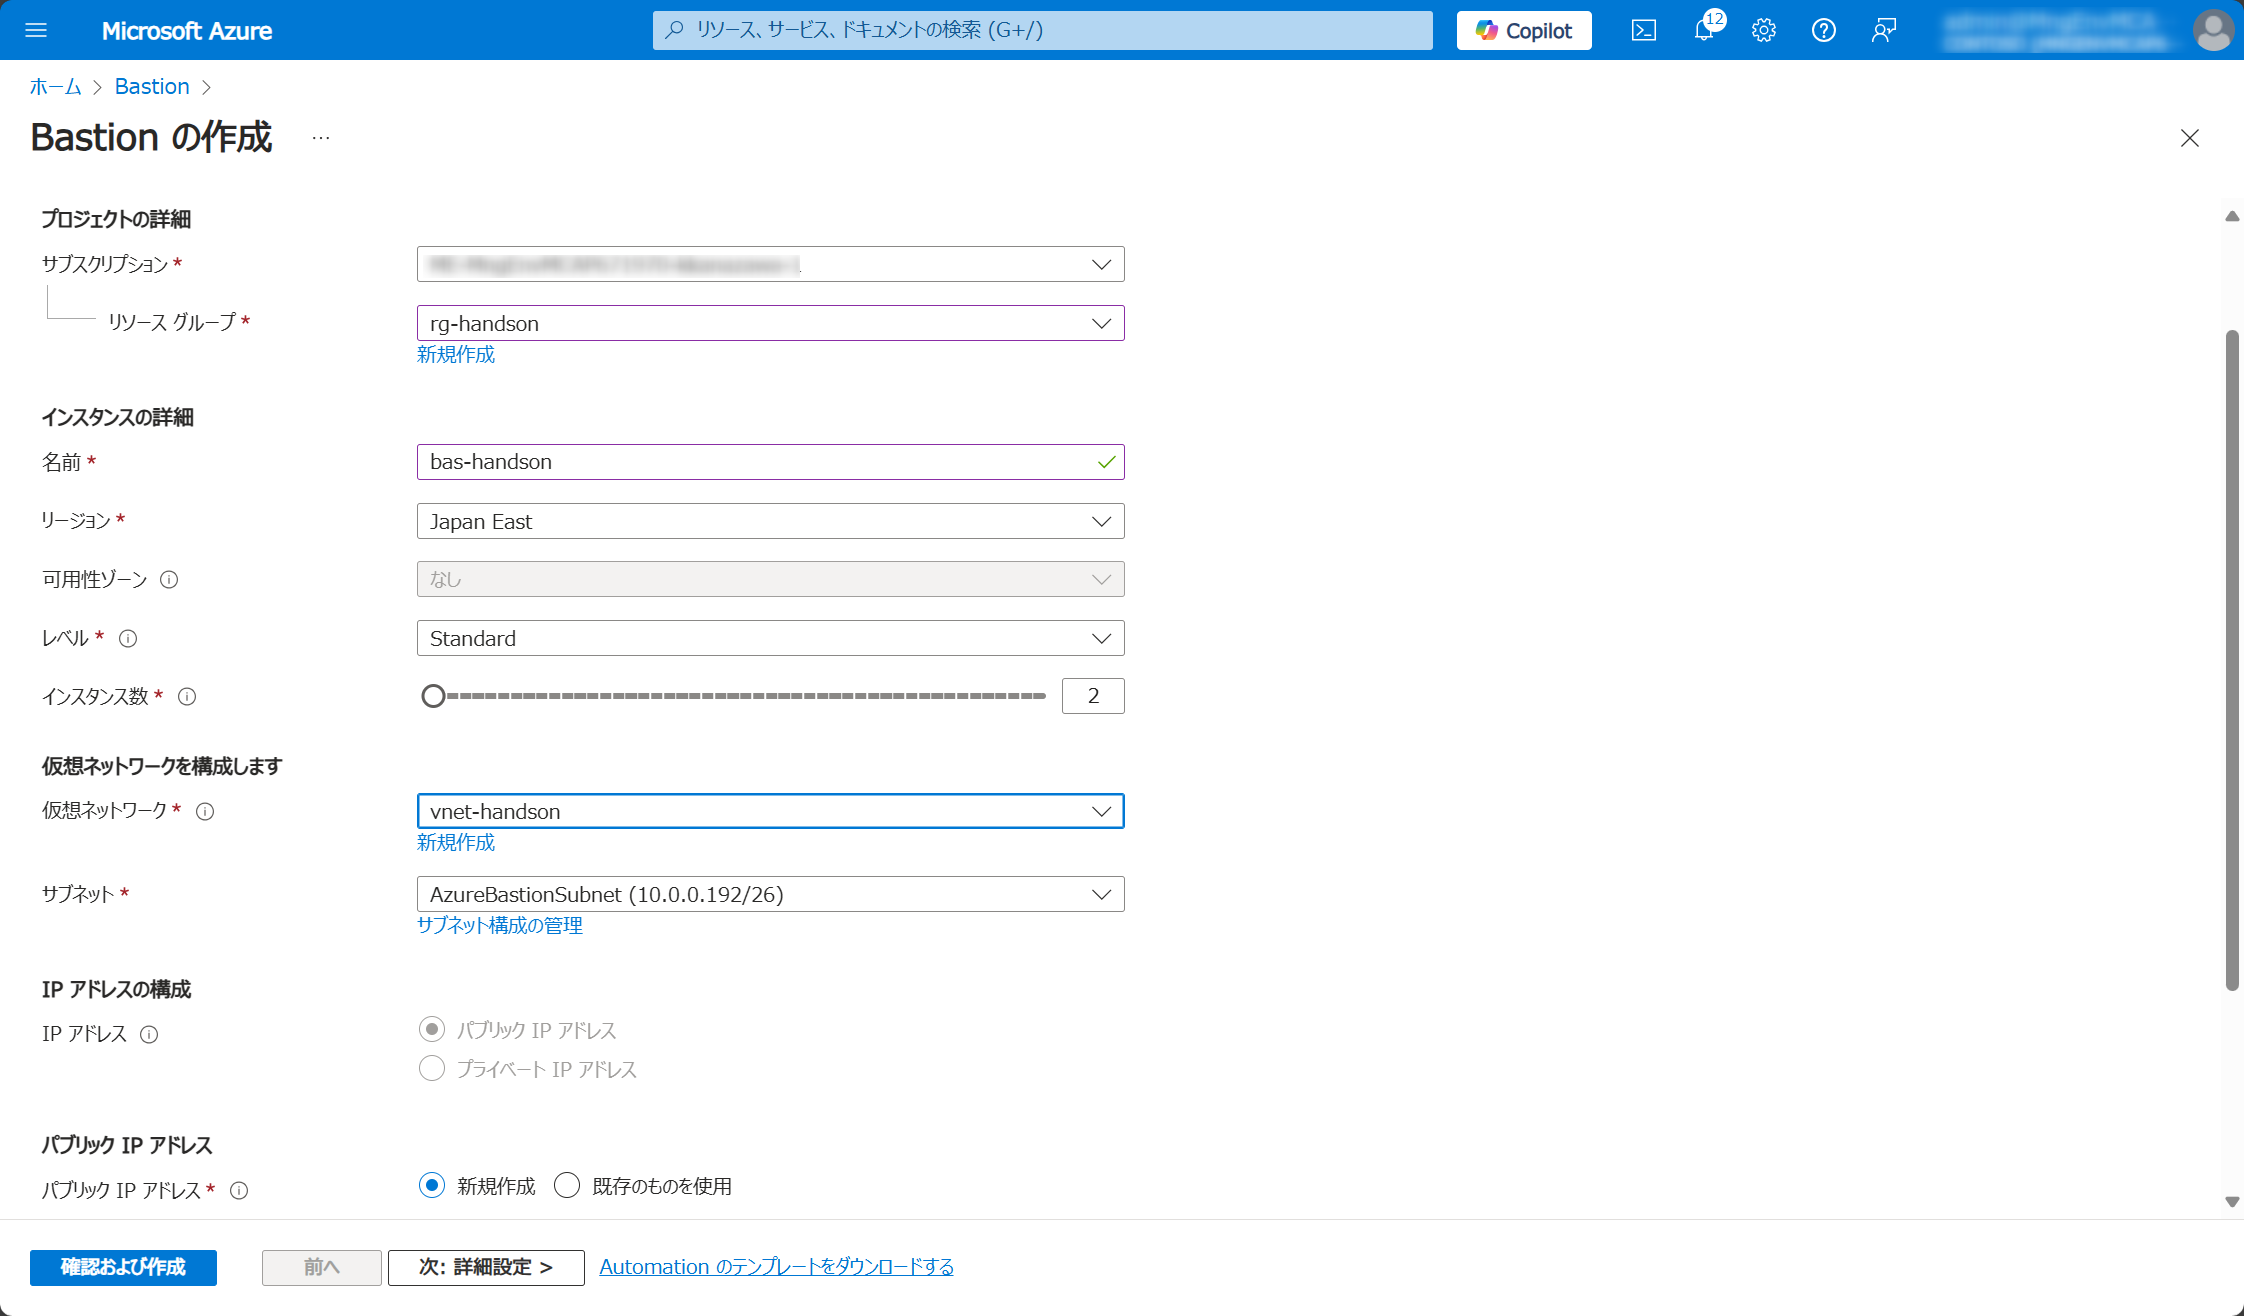 Microsoft Azure
リソース、サービス、ドキュメントの検索 (G+/)
Copilot
12
ホーム > Bastion >
Bastion の作成 ...
プロジェクトの詳細
サブスクリプション *
リソース グループ * rg-handson
新規作成
インスタンスの詳細
名前 * bas-handson
リージョン * Japan East
可用性ゾーン なし
レベル * Standard
インスタンス数 * 2
仮想ネットワークを構成します
仮想ネットワーク * vnet-handson
新規作成
サブネット * AzureBastionSubnet (10.0.0.192/26)
サブネット構成の管理
IP アドレスの構成
IP アドレス パブリック IP アドレス
プライベート IP アドレス
パブリック IP アドレス
パブリック IP アドレス * 新規作成 既存のものを使用
確認および作成 前へ 次: 詳細設定 > Automation のテンプレートをダウンロードする